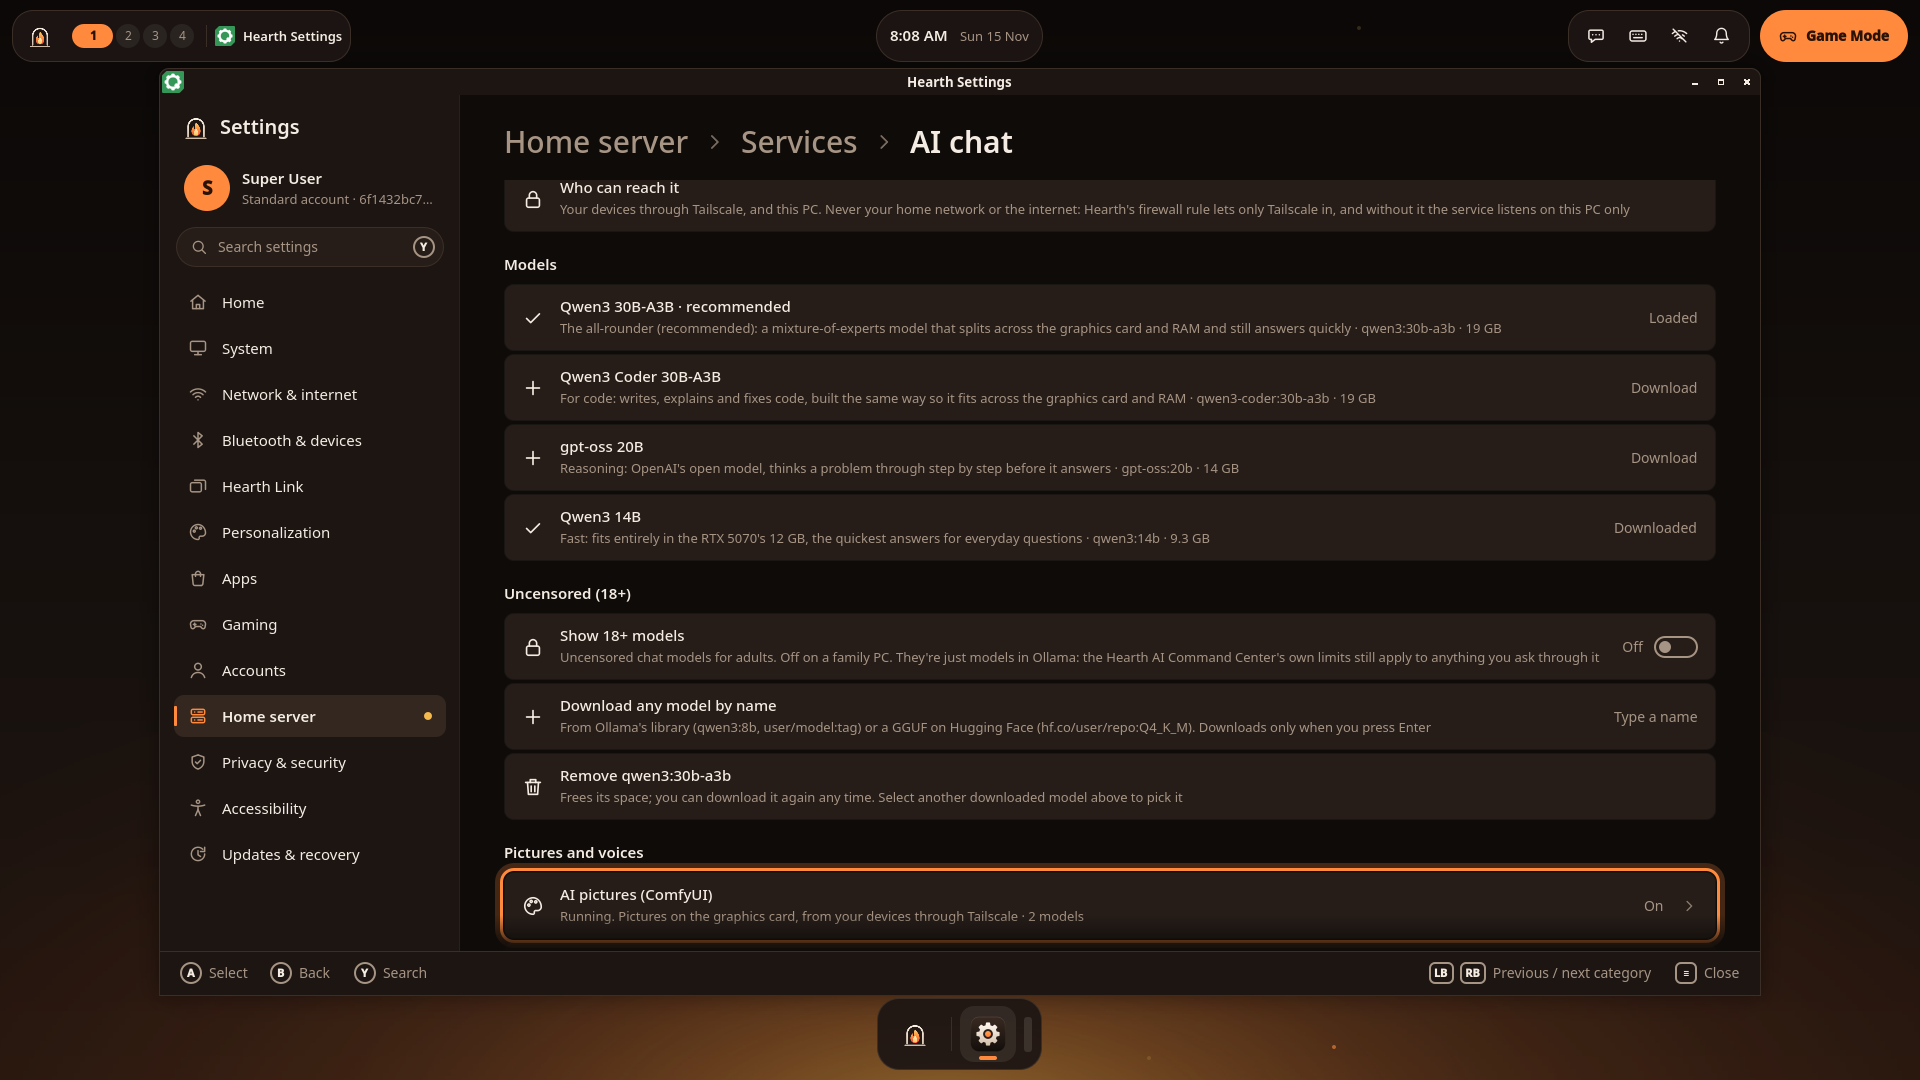 1
2
3
4
Hearth Settings
8:08 AM
Sun 15 Nov
Game Mode
Hearth Settings
Settings
S
Super User
Standard account · 6f1432bc7...
Search settings
Y
Home
System
Network & internet
Bluetooth & devices
Hearth Link
Personalization
Apps
Gaming
Accounts
Home server
Privacy & security
Accessibility
Updates & recovery
Home server > Services > AI chat
Who can reach it
Your devices through Tailscale, and this PC. Never your home network or the internet: Hearth's firewall rule lets only Tailscale in, and without it the service listens on this PC only
Models
Qwen3 30B-A3B · recommended
The all-rounder (recommended): a mixture-of-experts model that splits across the graphics card and RAM and still answers quickly · qwen3:30b-a3b · 19 GB
Loaded
Qwen3 Coder 30B-A3B
For code: writes, explains and fixes code, built the same way so it fits across the graphics card and RAM · qwen3-coder:30b-a3b · 19 GB
Download
gpt-oss 20B
Reasoning: OpenAI's open model, thinks a problem through step by step before it answers · gpt-oss:20b · 14 GB
Download
Qwen3 14B
Fast: fits entirely in the RTX 5070's 12 GB, the quickest answers for everyday questions · qwen3:14b · 9.3 GB
Downloaded
Uncensored (18+)
Show 18+ models
Uncensored chat models for adults. Off on a family PC. They're just models in Ollama: the Hearth AI Command Center's own limits still apply to anything you ask through it
Off
Download any model by name
From Ollama's library (qwen3:8b, user/model:tag) or a GGUF on Hugging Face (hf.co/user/repo:Q4_K_M). Downloads only when you press Enter
Type a name
Remove qwen3:30b-a3b
Frees its space; you can download it again any time. Select another downloaded model above to pick it
Pictures and voices
AI pictures (ComfyUI)
Running. Pictures on the graphics card, from your devices through Tailscale · 2 models
On
A Select
B Back
Y Search
LB RB Previous / next category
≡ Close